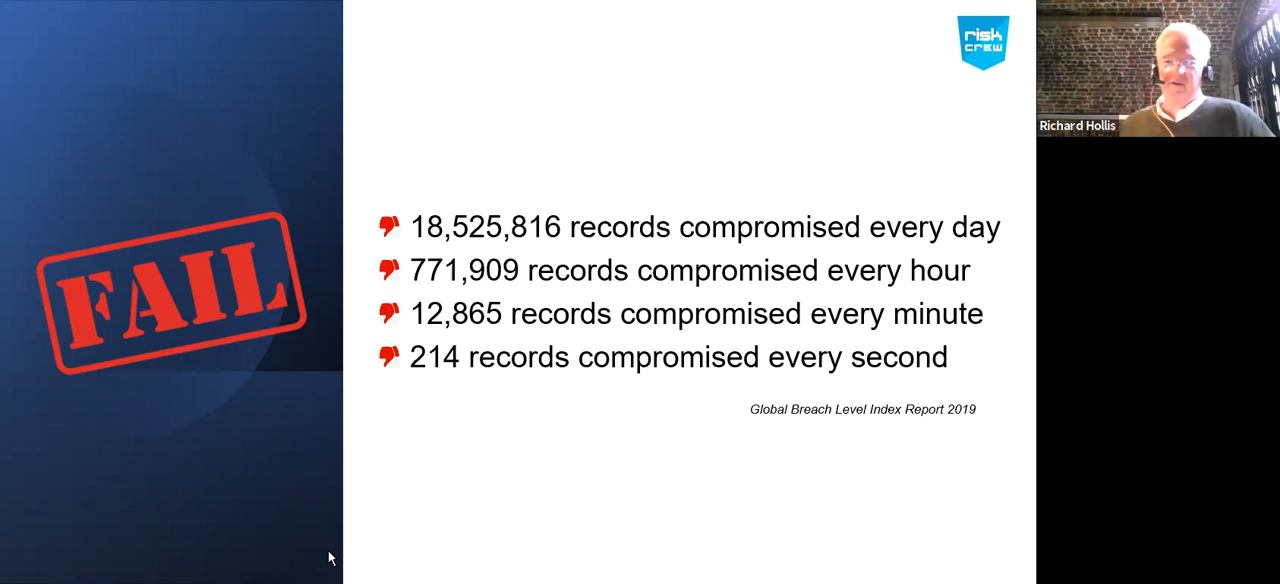 FAIL
risk
crew
18,525,816 records compromised every day
771,909 records compromised every hour
12,865 records compromised every minute
214 records compromised every second
Global Breach Level Index Report 2019
Richard Hollis